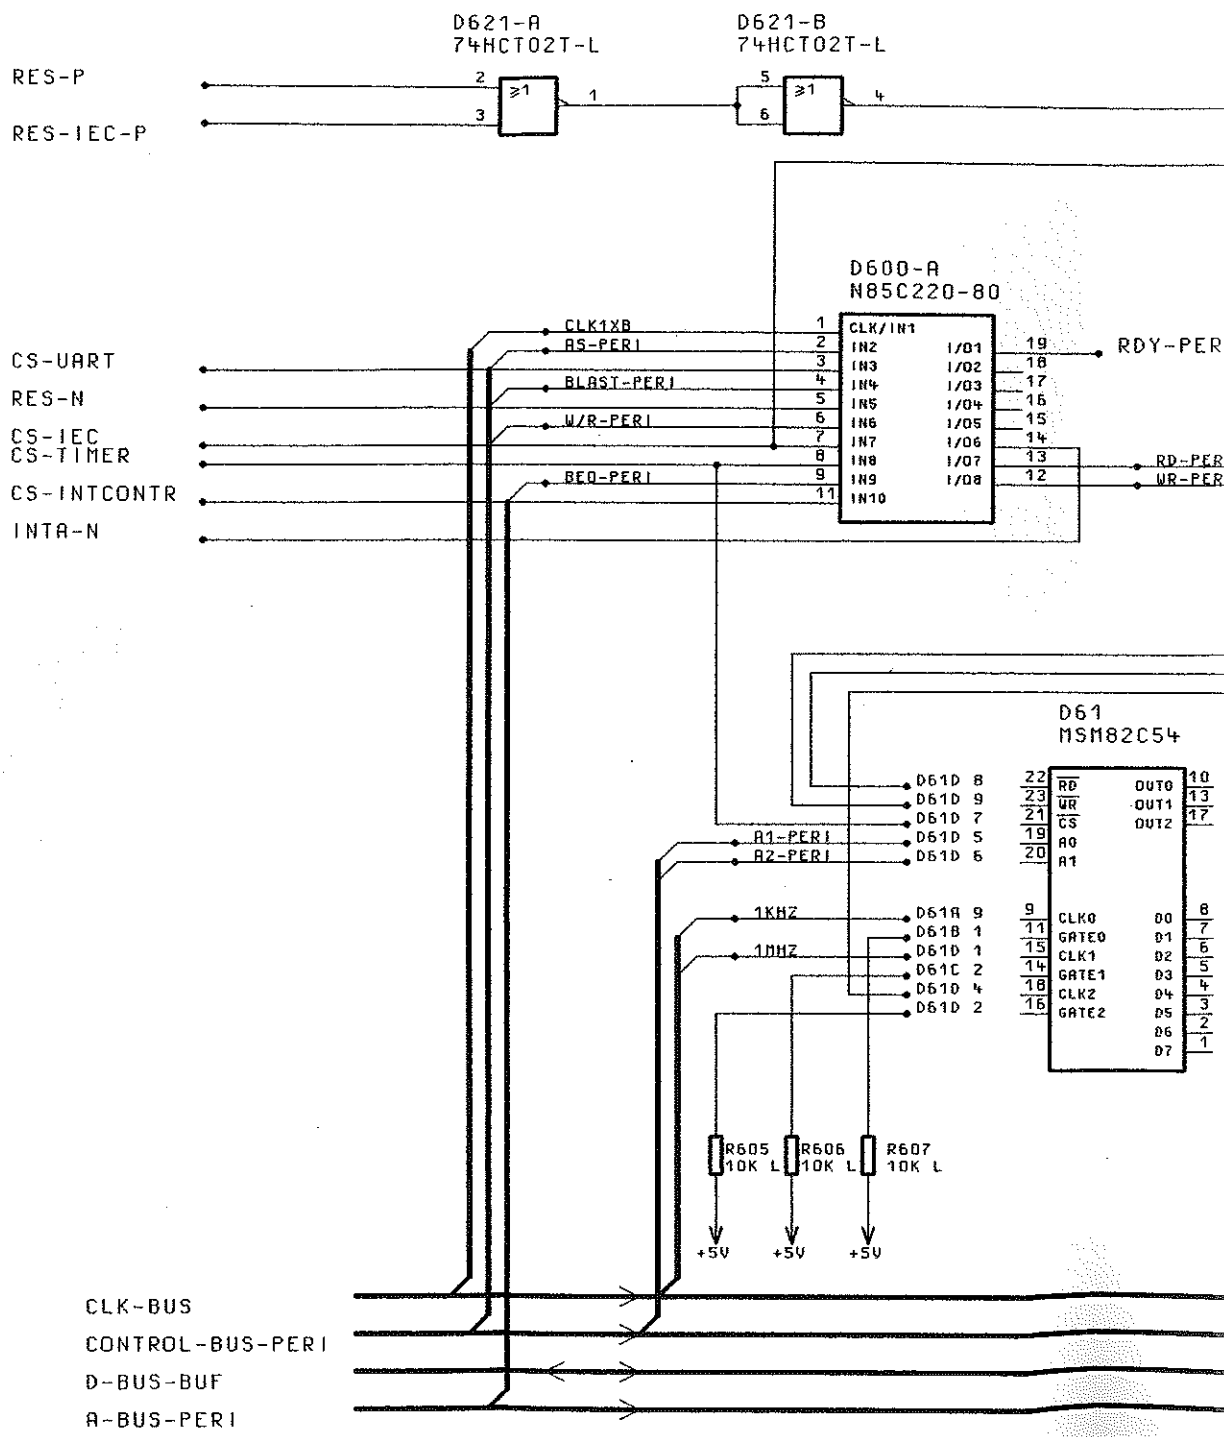 D621-A
74HCT02T-L
D621-B
74HCT02T-L
RES-P
2
≥1
1
5
≥1
4
RES-IEC-P
3
6
D600-A
N85C220-80
CLK1XB
1
CLK/IN1
AS-PERI
2
IN2
I/O1
19
RDY-PER
CS-UART
3
IN3
I/O2
18
BLAST-PERI
4
IN4
I/O3
17
RES-N
5
IN5
I/O4
16
W/R-PERI
6
IN6
I/O5
15
CS-IEC
7
IN7
I/O6
14
CS-TIMER
8
IN8
I/O7
13
RD-PER
BE0-PERI
9
IN9
I/O8
12
WR-PER
CS-INTCONTR
11
IN10
INTA-N
D61
MSM82C54
D61D 8
22
RD
OUT0
10
D61D 9
23
WR
OUT1
13
D61D 7
21
CS
OUT2
17
A1-PERI
D61D 5
19
A0
A2-PERI
D61D 6
20
A1
1KHZ
D61A 9
9
CLK0
D0
8
D61B 1
11
GATE0
D1
7
1MHZ
D61D 1
15
CLK1
D2
6
D61C 2
14
GATE1
D3
5
D61D 4
18
CLK2
D4
4
D61D 2
16
GATE2
D5
3
D6
2
D7
1
R605
10K L
R606
10K L
R607
10K L
+5V
+5V
+5V
CLK-BUS
CONTROL-BUS-PERI
D-BUS-BUF
A-BUS-PERI